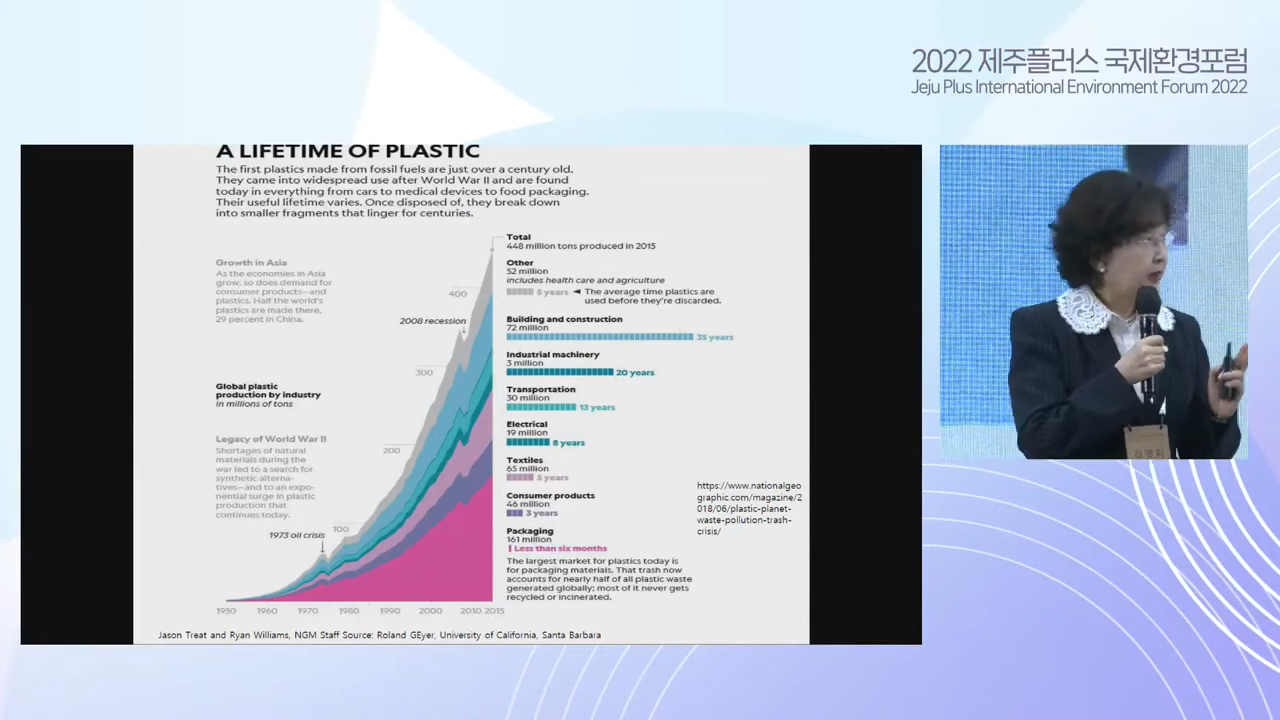 2022 제주플러스 국제환경포럼
Jeju Plus International Environment Forum 2022
A LIFETIME OF PLASTIC
The first plastics made from fossil fuels are just over a century old.
They came into widespread use after World War II and are found
today in everything from cars to medical devices to food packaging.
Their useful lifetime varies. Once disposed of, they break down
into smaller fragments that linger for centuries.
Growth in Asia
As the economies in Asia
grow, so does demand for
consumer products—and
plastics. Half the world's
plastics are made there,
29 percent in China.
Global plastic
production by industry
in millions of tons
Legacy of World War II
Shortages of natural
materials during the
war led to a search for
synthetic alterna-
tives—and to an expo-
nential surge in plastic
production that
continues today.
400
2008 recession
300
200
100
1973 oil crisis
1950 1960 1970 1980 1990 2000 2010 2015
Total
448 million tons produced in 2015
Other
52 million
includes health care and agriculture
5 years ◄ The average time plastics are
used before they're discarded.
Building and construction
72 million
35 years
Industrial machinery
3 million
20 years
Transportation
30 million
13 years
Electrical
19 million
8 years
Textiles
65 million
5 years
Consumer products
46 million
3 years
Packaging
161 million
Less than six months
The largest market for plastics today is
for packaging materials. That trash now
accounts for nearly half of all plastic waste
generated globally; most of it never gets
recycled or incinerated.
https://www.nationalgeo
graphic.com/magazine/2
018/06/plastic-planet-
waste-pollution-trash-
crisis/
Jason Treat and Ryan Williams, NGM Staff Source: Roland GEyer, University of California, Santa Barbara